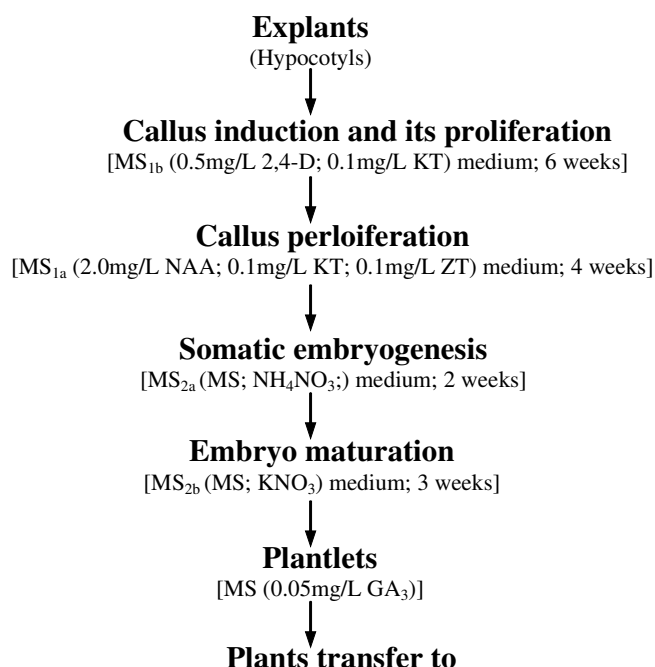 Explants
(Hypocotyls)
Callus induction and its proliferation
[MS1b (0.5mg/L 2,4-D; 0.1mg/L KT) medium; 6 weeks]
Callus perloiferation
[MS1a (2.0mg/L NAA; 0.1mg/L KT; 0.1mg/L ZT) medium; 4 weeks]
Somatic embryogenesis
[MS2a (MS; NH4NO3;) medium; 2 weeks]
Embryo maturation
[MS2b (MS; KNO3) medium; 3 weeks]
Plantlets
[MS (0.05mg/L GA3)]
Plants transfer to